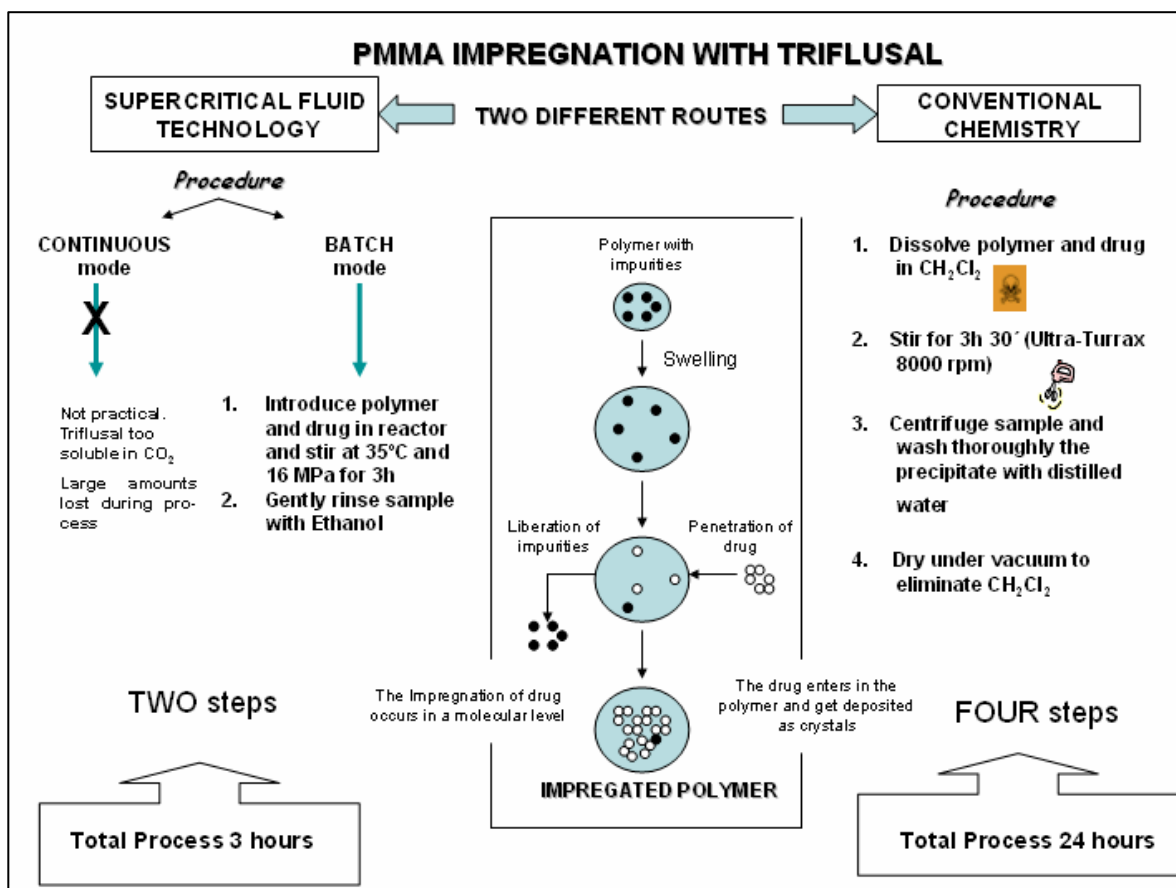 PMMA IMPREGNATION WITH TRIFLUSAL
SUPERCRITICAL FLUID
TECHNOLOGY
TWO DIFFERENT ROUTES
CONVENTIONAL
CHEMISTRY
Procedure
CONTINUOUS
mode
X
Not practical.
Triflusal too
soluble in CO₂
Large amounts
lost during pro-
cess
BATCH
mode
1. Introduce polymer
and drug in reactor
and stir at 35ºC and
16 MPa for 3h
2. Gently rinse sample
with Ethanol
TWO steps
Total Process 3 hours
Polymer with
impurities
Swelling
Liberation of
impurities
Penetration of
drug
The Impregnation of drug
occurs in a molecular level
The drug enters in the
polymer and get deposited
as crystals
IMPREGATED POLYMER
Procedure
1. Dissolve polymer and drug
in CH₂Cl₂
2. Stir for 3h 30´ (Ultra-Turrax
8000 rpm)
3. Centrifuge sample and
wash thoroughly the
precipitate with distilled
water
4. Dry under vacuum to
eliminate CH₂Cl₂
FOUR steps
Total Process 24 hours